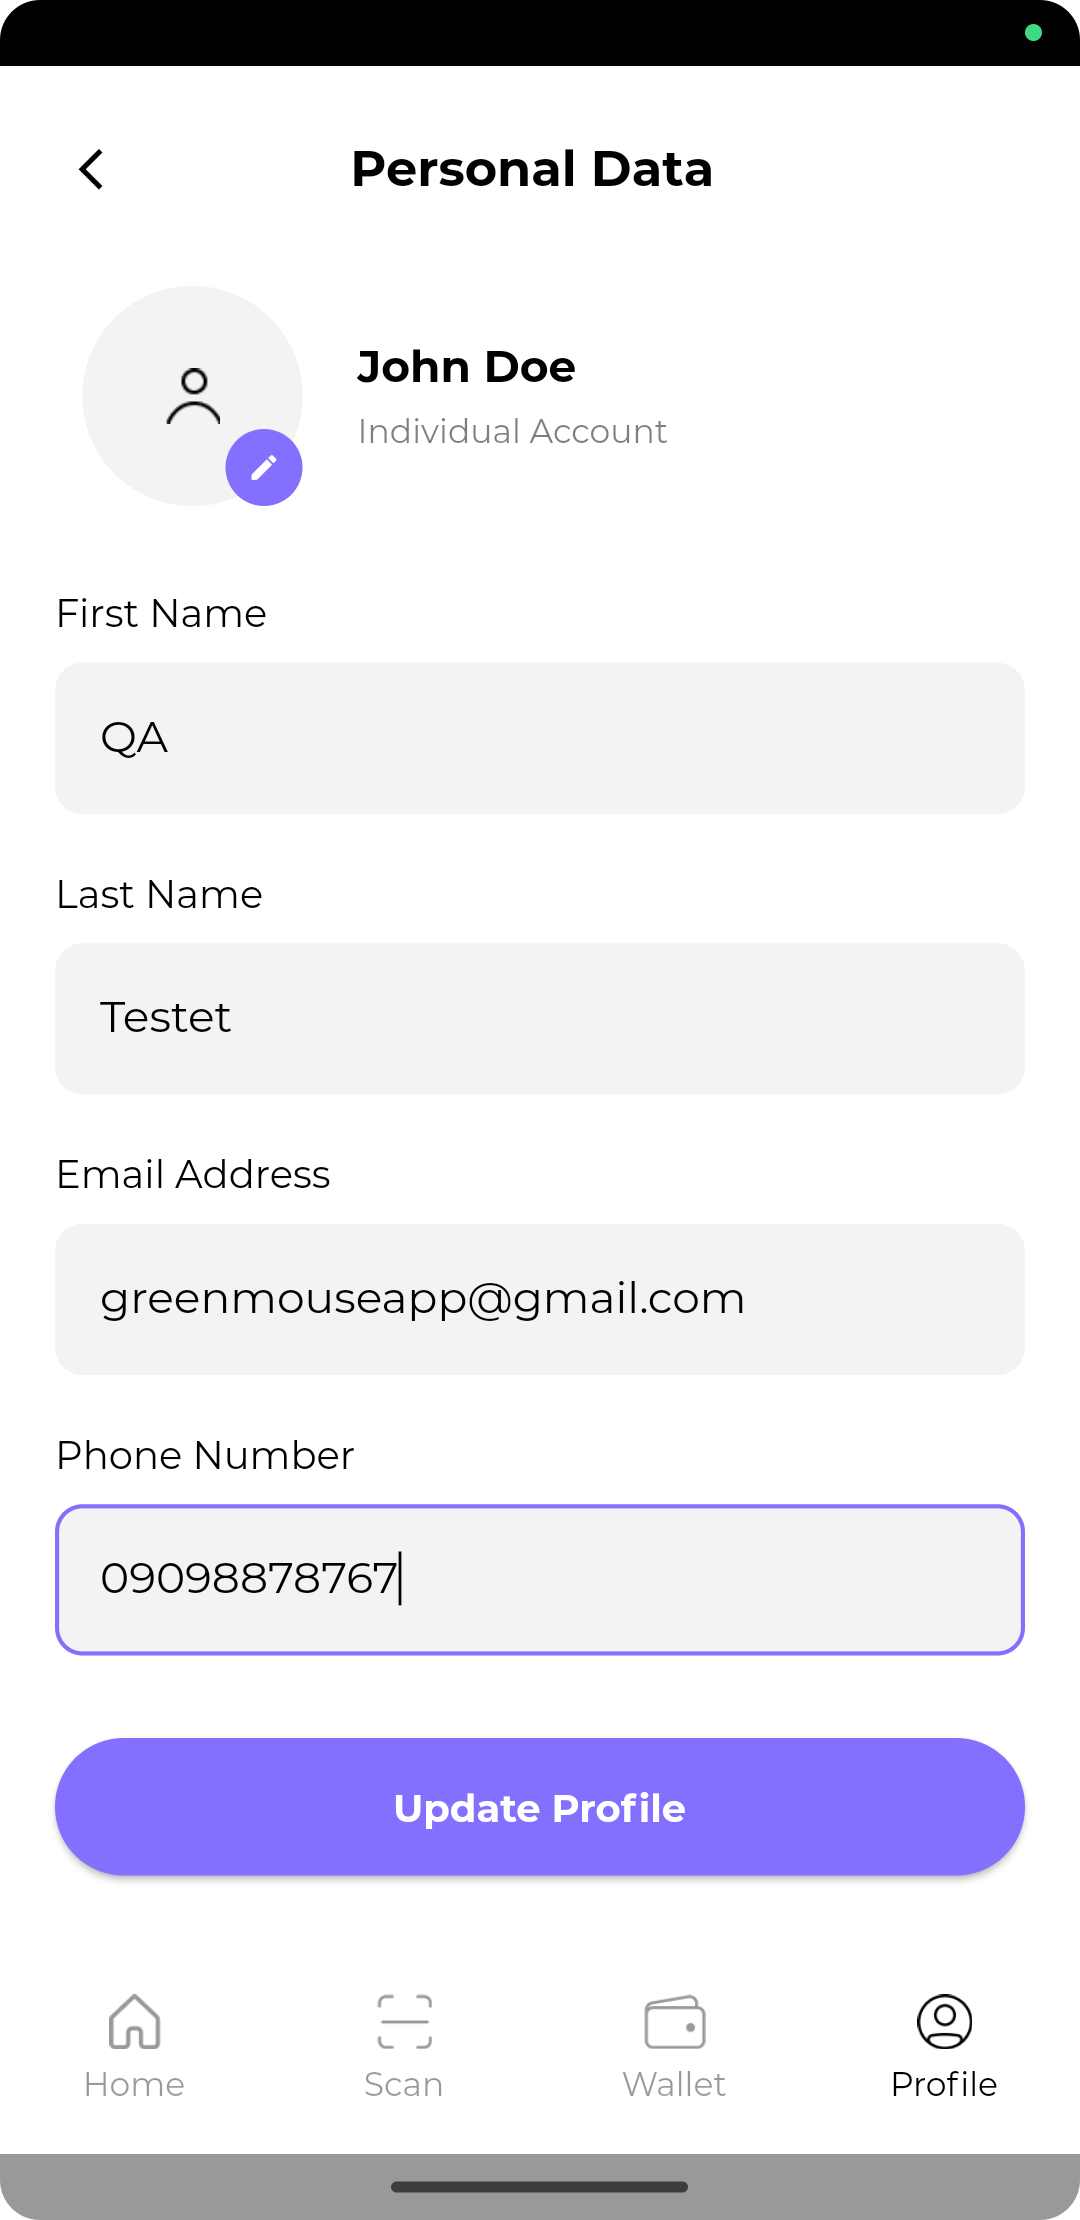 Personal Data
John Doe
Individual Account
First Name
QA
Last Name
Testet
Email Address
greenmouseapp@gmail.com
Phone Number
09098878767
Update Profile
Home
Scan
Wallet
Profile